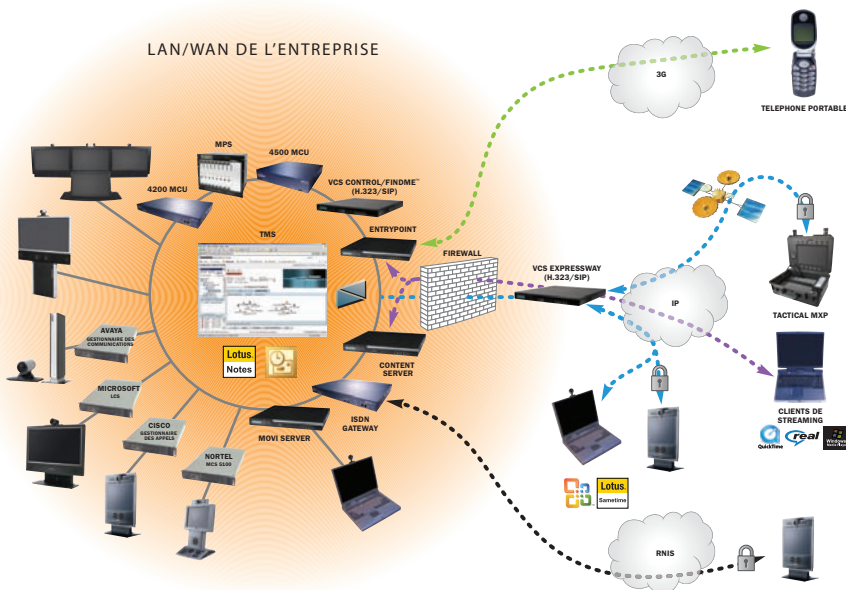 LAN/WAN DE L'ENTREPRISE
3G
TELEPHONE PORTABLE
MPS
4500 MCU
4200 MCU
VCS CONTROL/FINDME™
(H.323/SIP)
TMS
ENTRYPOINT
FIREWALL
VCS EXPRESSWAY
(H.323/SIP)
IP
TACTICAL MXP
AVAYA
GESTIONNAIRE DES
COMMUNICATIONS
Lotus.
Notes
CONTENT
SERVER
MICROSOFT
LCS
ISDN
GATEWAY
CLIENTS DE
STREAMING
QuickTime
real
Windows
CISCO
GESTIONNAIRE
DES APPELS
MOVI SERVER
NORTEL
MCS 5100
Lotus.
Sametime
RNIS